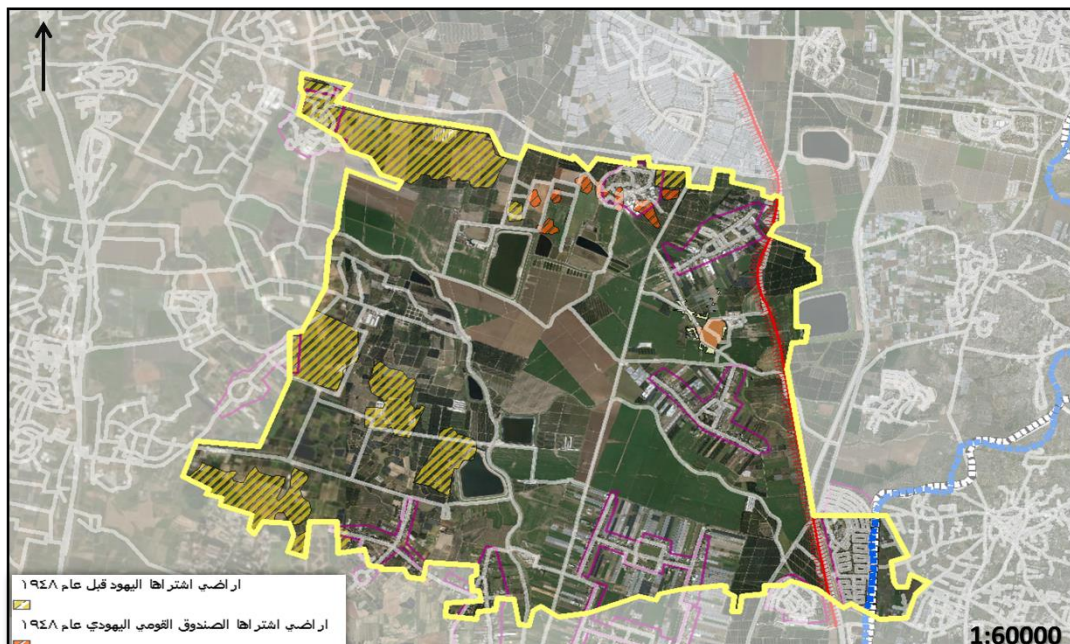 اراضي اشتراها اليهود قبل عام ١٩٤٨
اراضي اشتراها الصندوق القومي اليهودي عام ١٩٤٨
1:60000